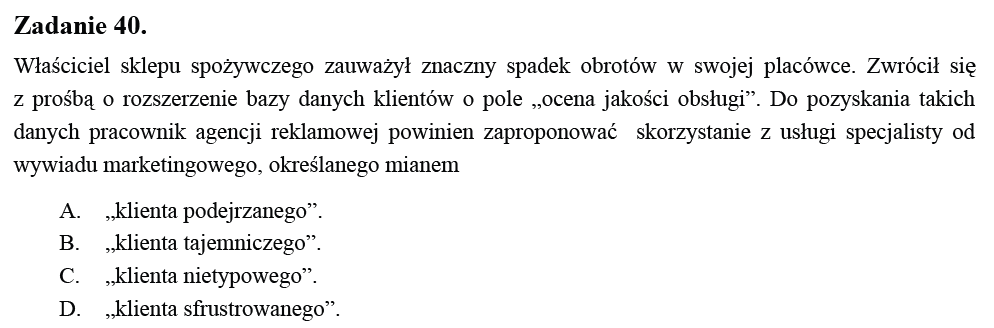 Zadanie 40.
Właściciel sklepu spożywczego zauważył znaczny spadek obrotów w swojej placówce. Zwrócił się
z prośbą o rozszerzenie bazy danych klientów o pole „ocena jakości obsługi”. Do pozyskania takich
danych pracownik agencji reklamowej powinien zaproponować skorzystanie z usługi specjalisty od
wywiadu marketingowego, określanego mianem
A. „klienta podejrzanego”.
B. „klienta tajemniczego”.
C. „klienta nietypowego”.
D. „klienta sfrustrowanego”.